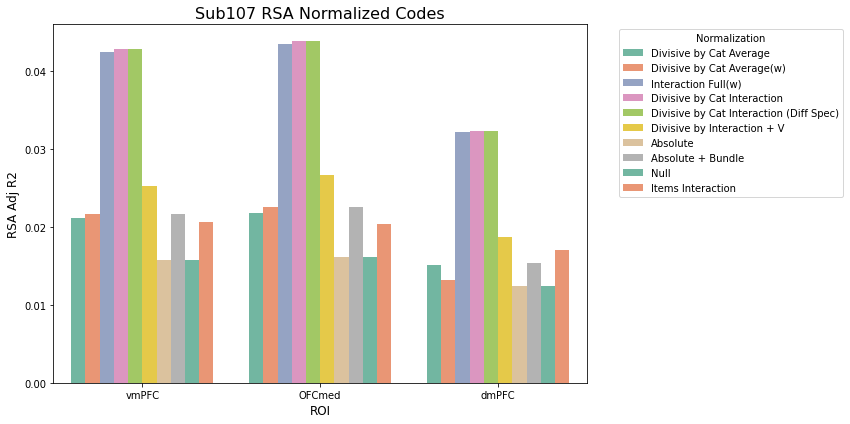 Sub107 RSA Normalized Codes
RSA Adj R2
0.04
0.03
0.02
0.01
0.00
vmPFC
OFCmed
dmPFC
ROI
Normalization
Divisive by Cat Average
Divisive by Cat Average(w)
Interaction Full(w)
Divisive by Cat Interaction
Divisive by Cat Interaction (Diff Spec)
Divisive by Interaction + V
Absolute
Absolute + Bundle
Null
Items Interaction